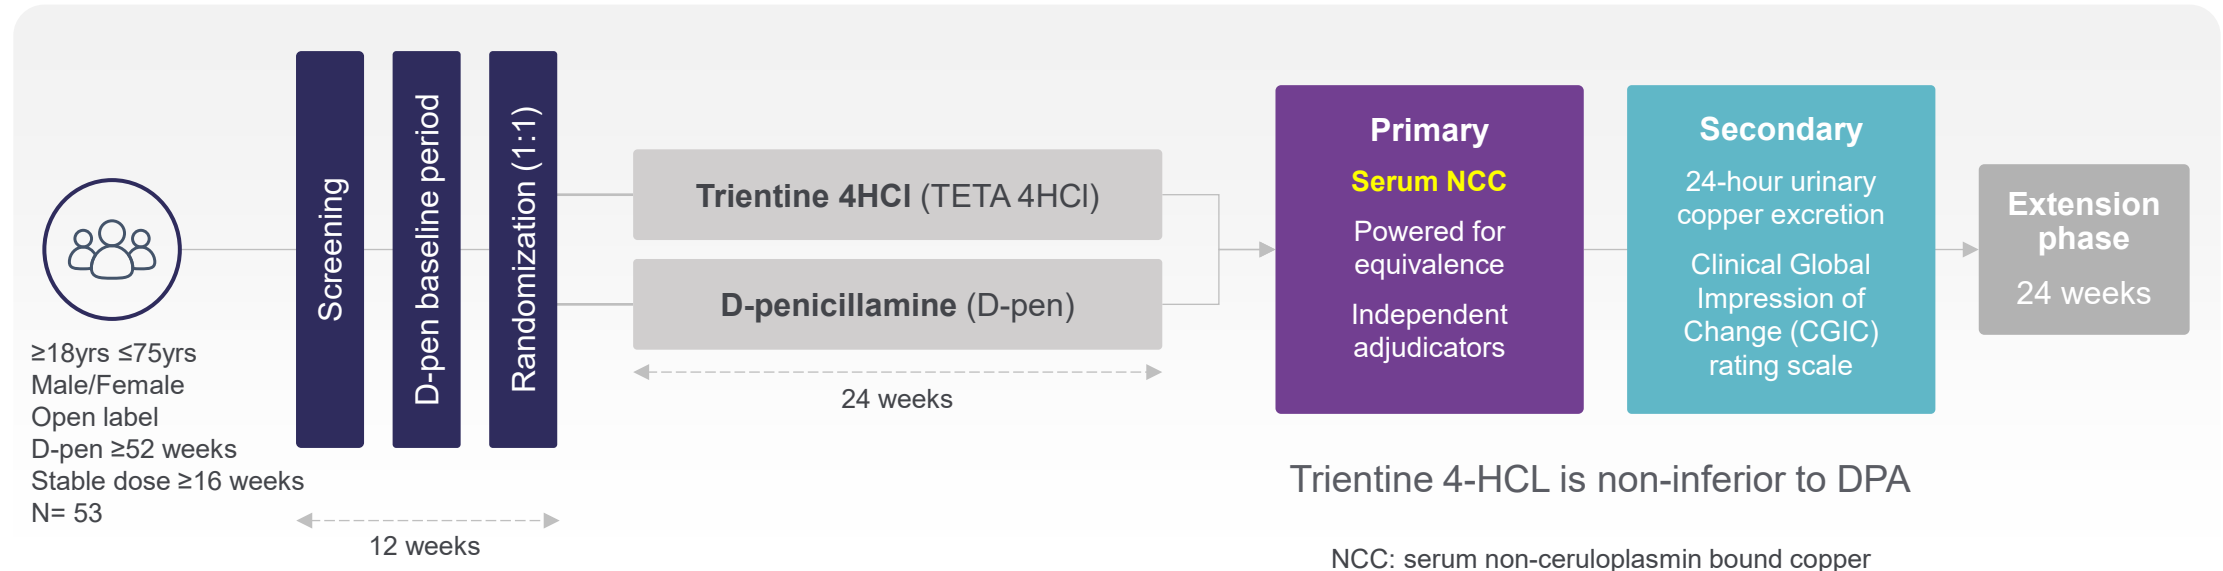 ≥18yrs ≤75yrs
Male/Female
Open label
D-pen ≥52 weeks
Stable dose ≥16 weeks
N= 53
Screening
D-pen baseline period
Randomization (1:1)
12 weeks
Trientine 4HCl (TETA 4HCl)
D-penicillamine (D-pen)
24 weeks
Primary
Serum NCC
Powered for
equivalence
Independent
adjudicators
Secondary
24-hour urinary
copper excretion
Clinical Global
Impression of
Change (CGIC)
rating scale
Extension
phase
24 weeks
Trientine 4-HCL is non-inferior to DPA
NCC: serum non-ceruloplasmin bound copper